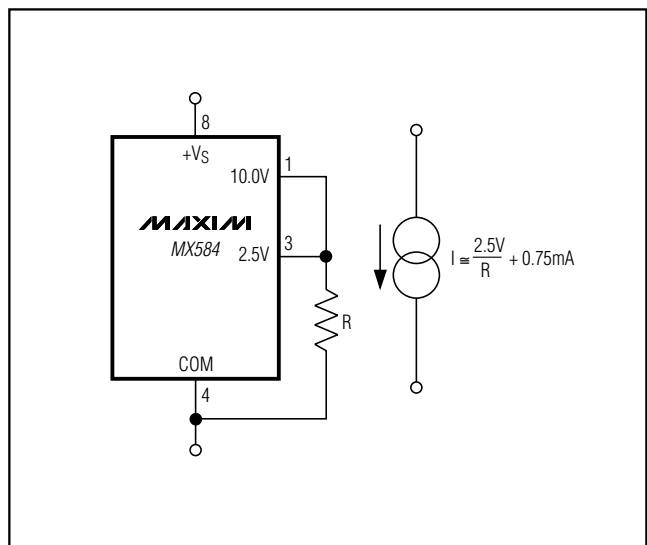 8
+VS
1
10.0V
MAXIM
MX584
3
2.5V
R
COM
4
I ≅ 2.5V/R + 0.75mA